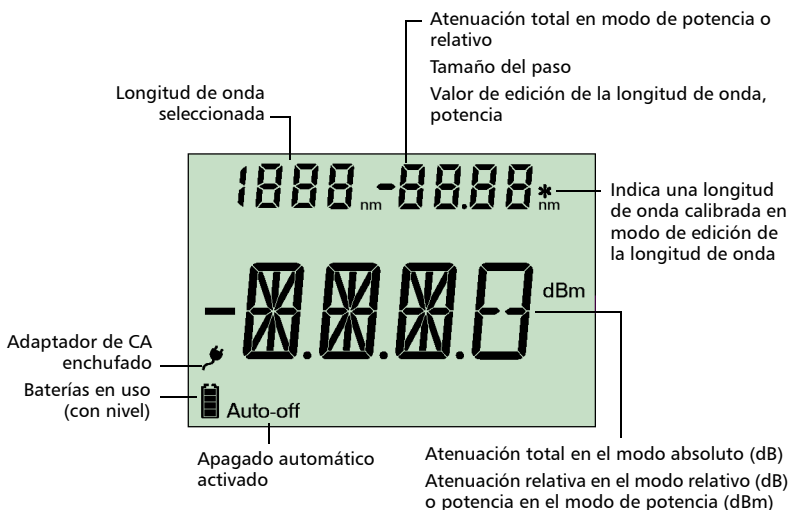 Atenuación total en modo de potencia o
relativo
Tamaño del paso
Valor de edición de la longitud de onda,
potencia
Longitud de onda
seleccionada
1888 nm -88.88 * nm
Indica una longitud
de onda calibrada en
modo de edición de
la longitud de onda
dBm
Adaptador de CA
enchufado
Baterías en uso
(con nivel)
Auto-off
Apagado automático
activado
Atenuación total en el modo absoluto (dB)
Atenuación relativa en el modo relativo (dB)
o potencia en el modo de potencia (dBm)